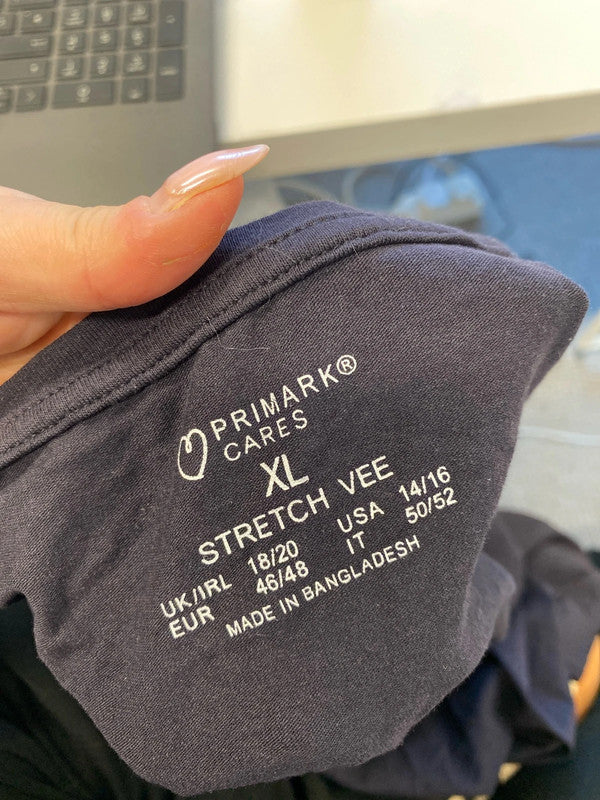 PRIMARK®
CARES
XL
STRETCH VEE
UK/IRL 18/20 USA 14/16
EUR 46/48 IT 50/52
MADE IN BANGLADESH